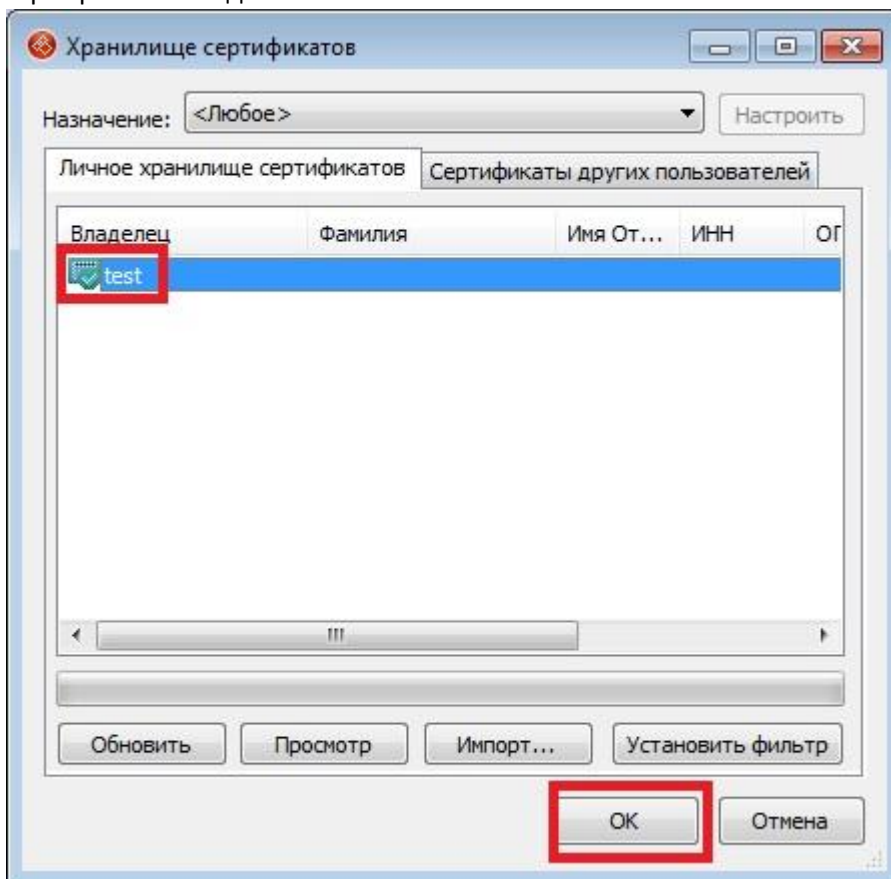 Хранилище сертификатов
Назначение: <Любое> Настроить
Личное хранилище сертификатов Сертификаты других пользователей
Владелец Фамилия Имя От... ИНН ОГ
test
Обновить Просмотр Импорт... Установить фильтр
ОК Отмена